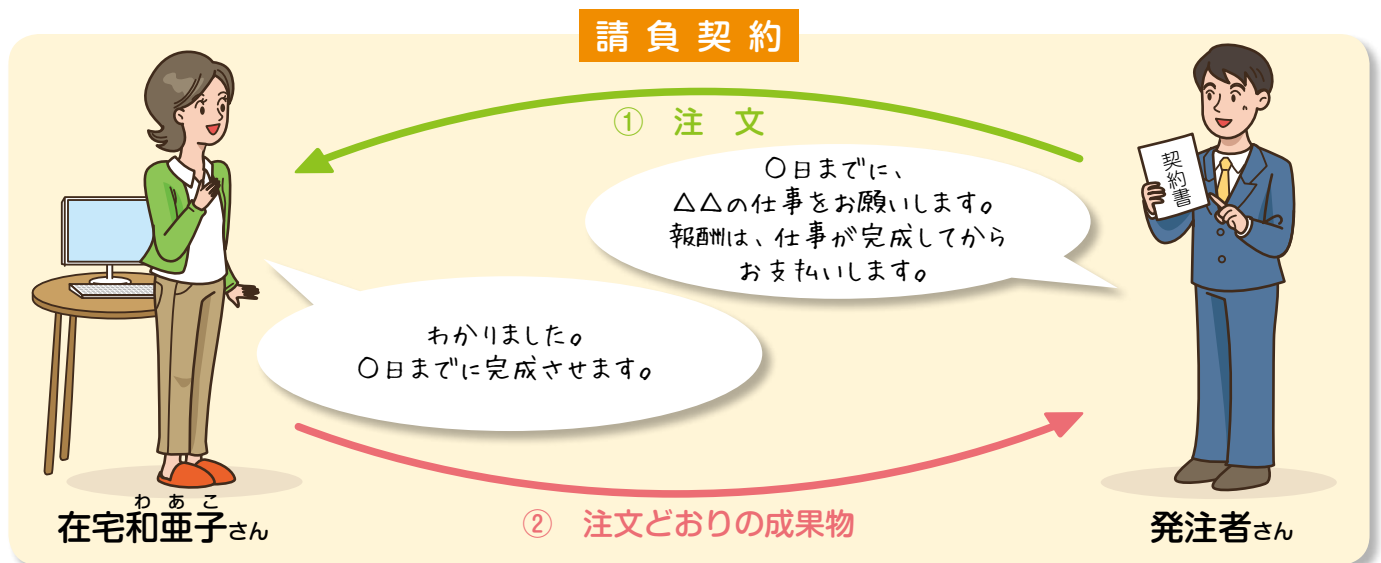 請負契約
① 注文
〇日までに、
△△の仕事をお願いします。
報酬は、仕事が完成してから
お支払いします。
契約書
わかりました。
〇日までに完成させます。
② 注文どおりの成果物
わあこ
在宅和亜子さん
発注者さん